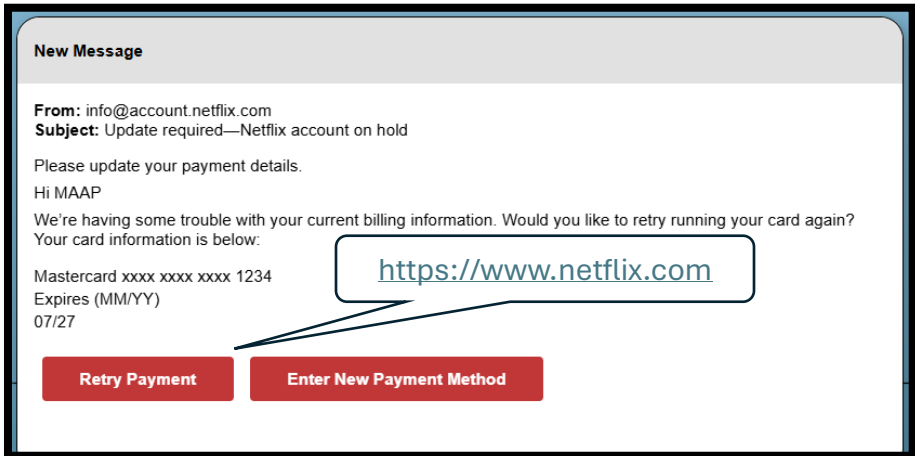 New Message
From: info@account.netflix.com
Subject: Update required—Netflix account on hold
Please update your payment details.
Hi MAAP
We're having some trouble with your current billing information. Would you like to retry running your card again?
Your card information is below:
https://www.netflix.com
Mastercard xxxx xxxx xxxx 1234
Expires (MM/YY)
07/27
Retry Payment
Enter New Payment Method